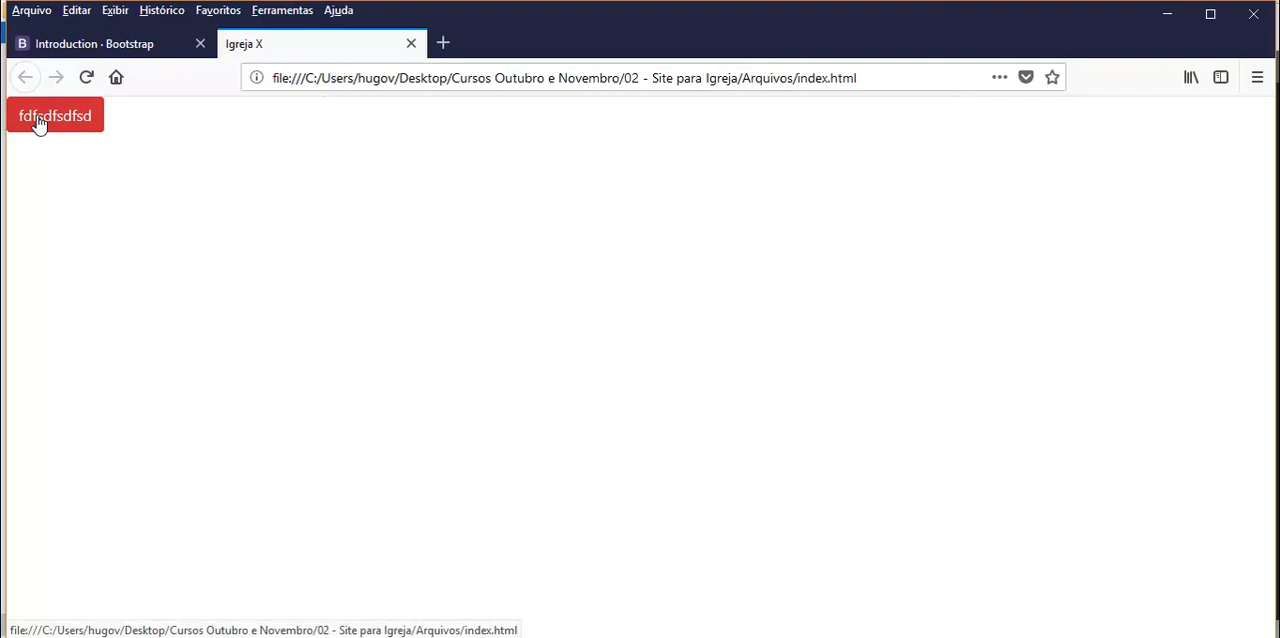 Arquivo Editar Exibir Histórico Favoritos Ferramentas Ajuda
B Introduction · Bootstrap Igreja X
file:///C:/Users/hugov/Desktop/Cursos Outubro e Novembro/02 - Site para Igreja/Arquivos/index.html
fdfsdfsdfsd
file:///C:/Users/hugov/Desktop/Cursos Outubro e Novembro/02 - Site para Igreja/Arquivos/index.html